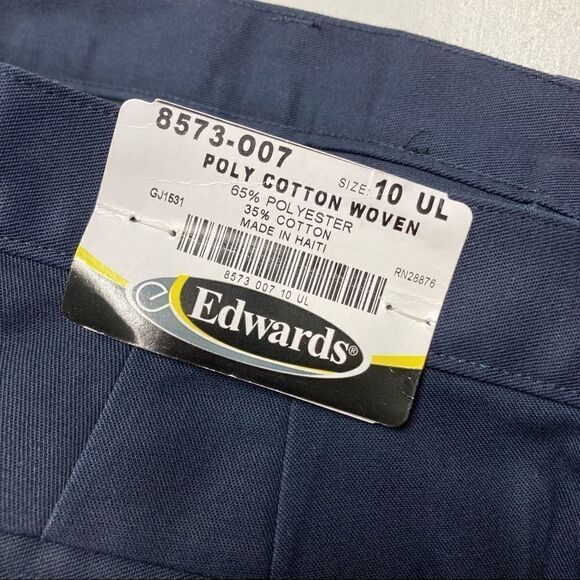 8573-007
SIZE: 10 UL
POLY COTTON WOVEN
65% POLYESTER
35% COTTON
MADE IN HAITI
GJ1531
RN28876
8573 007 10 UL
e Edwards®